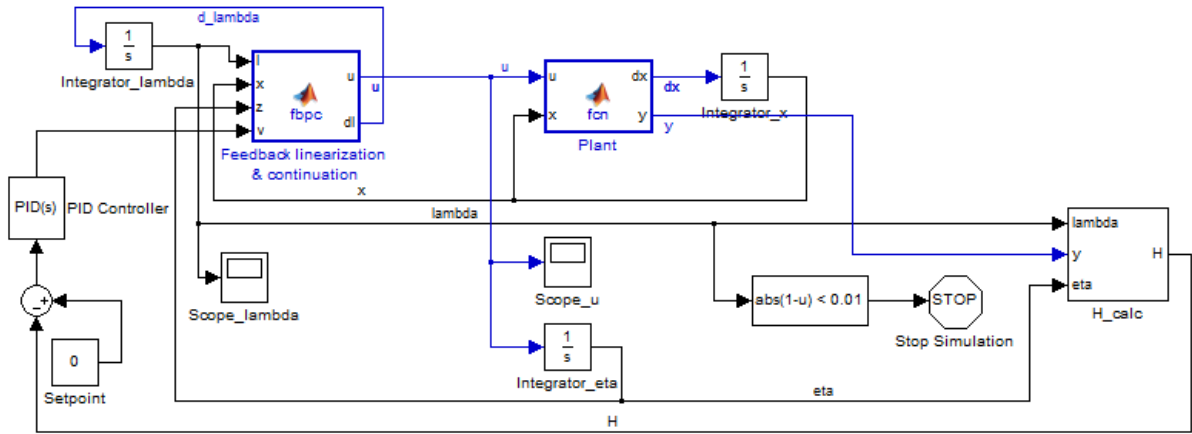 d_lambda
1
s
Integrator_lambda
l
x
z
v
fbpc
u
dl
u
Feedback linearization
& continuation
u
u
x
fcn
dx
y
Plant
dx
y
1
s
Integrator_x
x
PID(s)
PID Controller
lambda
lambda
y
eta
H
H_calc
Scope_lambda
Scope_u
abs(1-u) < 0.01
STOP
Stop Simulation
−
+
0
Setpoint
1
s
Integrator_eta
eta
H